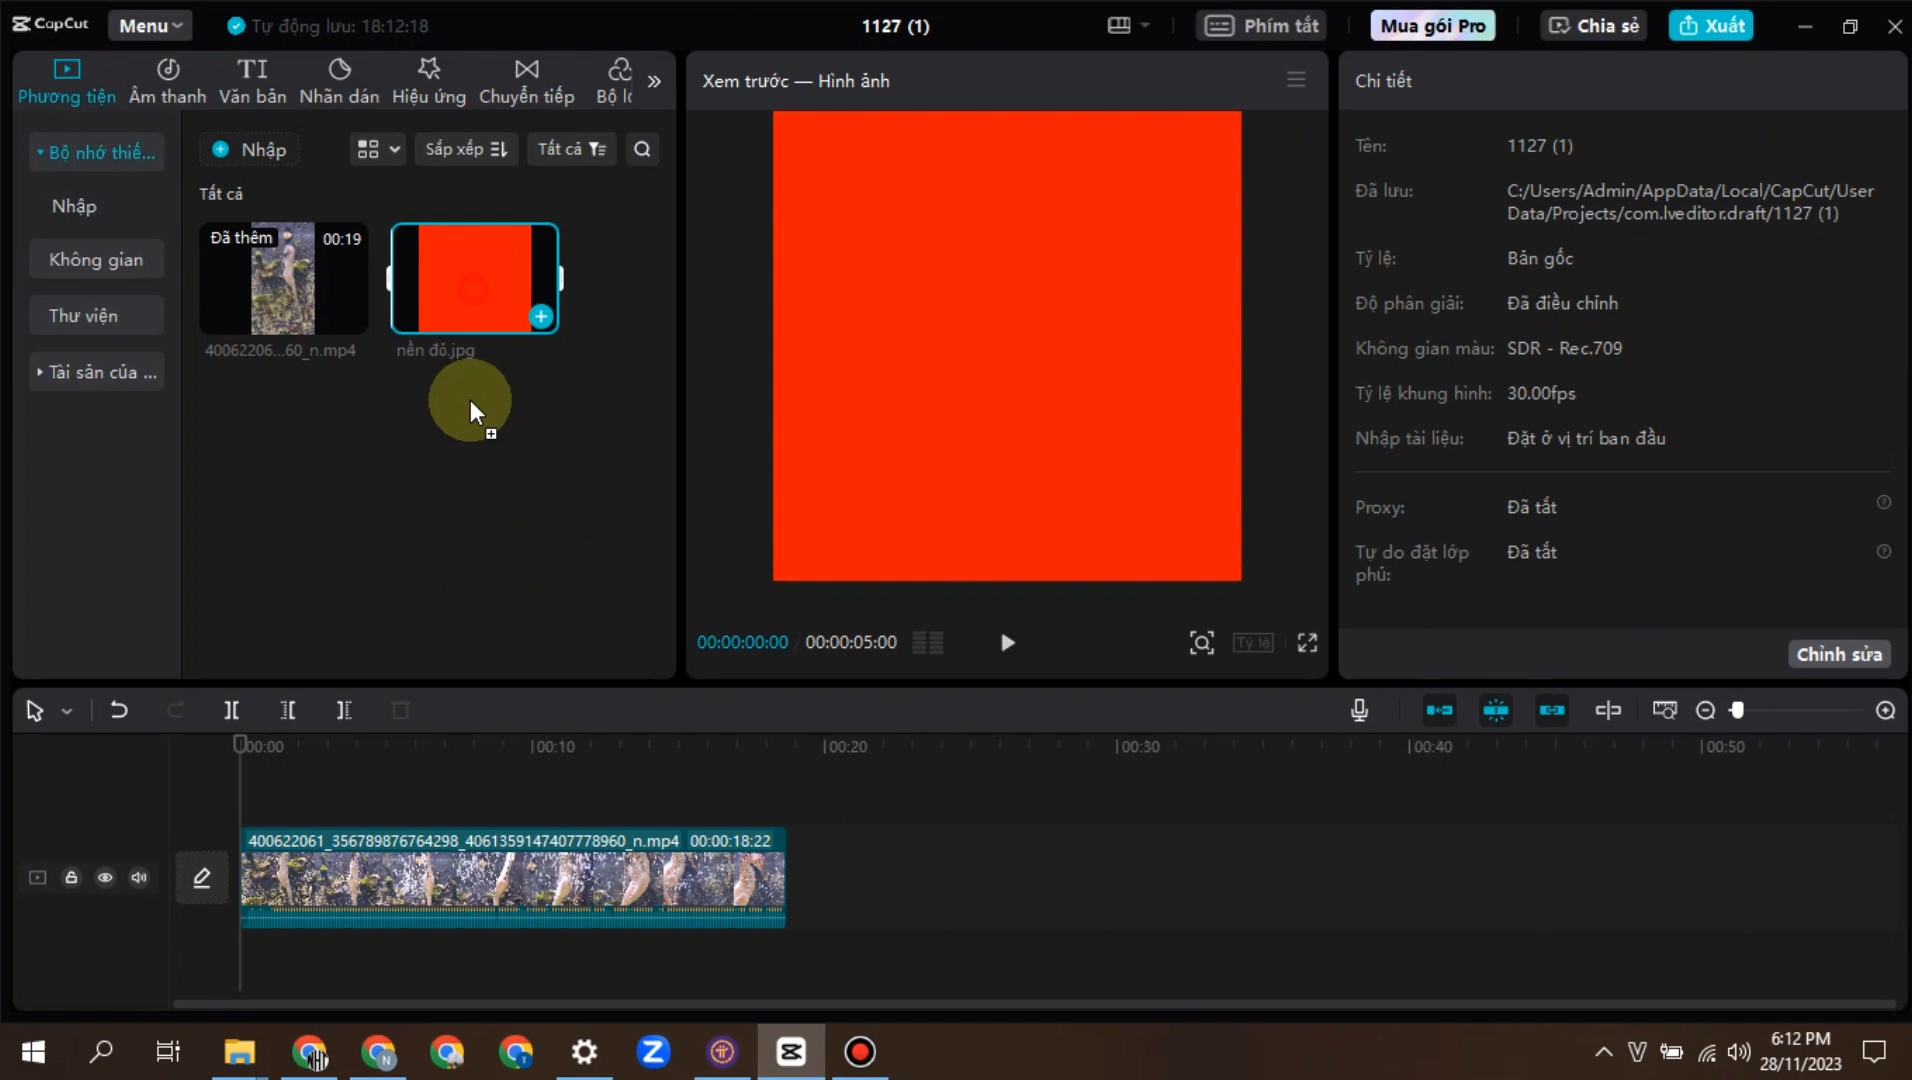 CapCut
Menu
Tự động lưu: 18:12:18
1127 (1)
Phím tắt
Mua gói Pro
Chia sẻ
Xuất
Phương tiện
Âm thanh
Văn bản
Nhãn dán
Hiệu ứng
Chuyển tiếp
Bộ lọ
Bộ nhớ thiế...
Nhập
Không gian
Thư viện
Tài sản của ...
Nhập
Sắp xếp
Tất cả
Tất cả
Đã thêm
00:19
40062206...60_n.mp4
nền đỏ.jpg
Xem trước — Hình ảnh
00:00:00:00
00:00:05:00
Tỷ lệ
Chi tiết
Tên:
1127 (1)
Đã lưu:
C:/Users/Admin/AppData/Local/CapCut/User
Data/Projects/com.lveditor.draft/1127 (1)
Tỷ lệ:
Bản gốc
Độ phân giải:
Đã điều chỉnh
Không gian màu:
SDR - Rec.709
Tỷ lệ khung hình:
30.00fps
Nhập tài liệu:
Đặt ở vị trí ban đầu
Proxy:
Đã tắt
Tự do đặt lớp
phủ:
Đã tắt
Chỉnh sửa
00:00
00:10
00:20
00:30
00:40
00:50
400622061_356789876764298_4061359147407778960_n.mp4
00:00:18:22
6:12 PM
28/11/2023